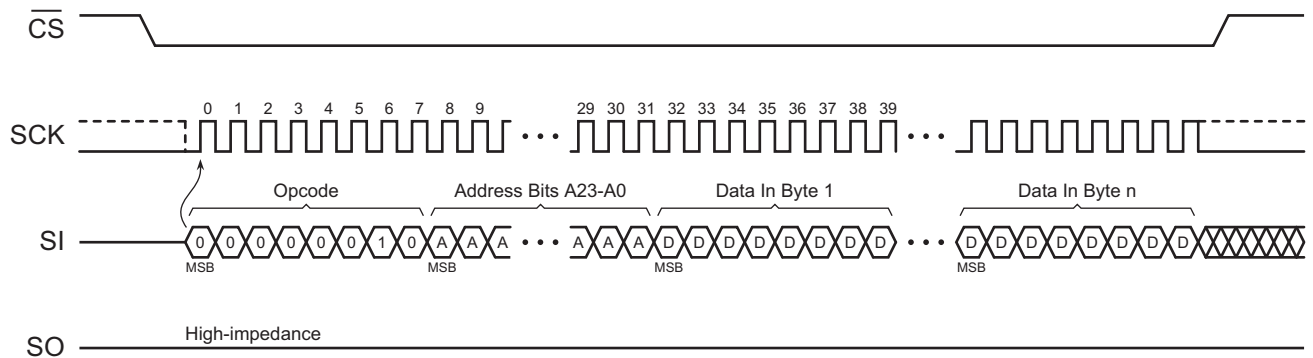 CS
0 1 2 3 4 5 6 7 8 9 29 30 31 32 33 34 35 36 37 38 39
SCK
Opcode Address Bits A23-A0 Data In Byte 1 Data In Byte n
SI 0 0 0 0 0 0 1 0 A A A A A A D D D D D D D D D D D D D D D D
MSB MSB MSB MSB
High-impedance
SO